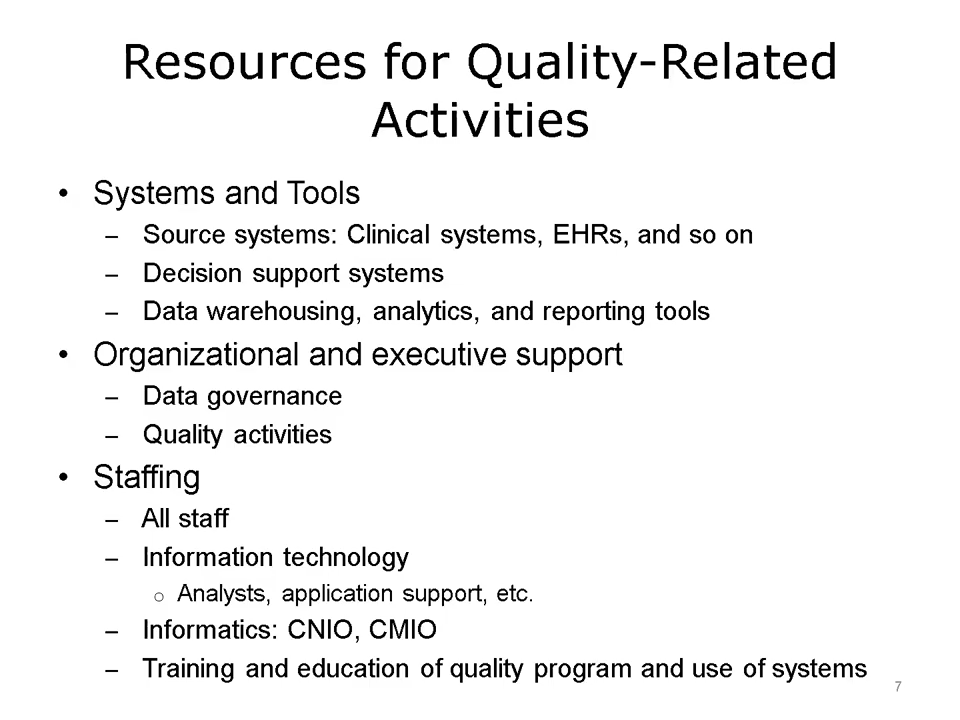 Resources for Quality-Related
Activities
• Systems and Tools
– Source systems: Clinical systems, EHRs, and so on
– Decision support systems
– Data warehousing, analytics, and reporting tools
• Organizational and executive support
– Data governance
– Quality activities
• Staffing
– All staff
– Information technology
○ Analysts, application support, etc.
– Informatics: CNIO, CMIO
– Training and education of quality program and use of systems
7